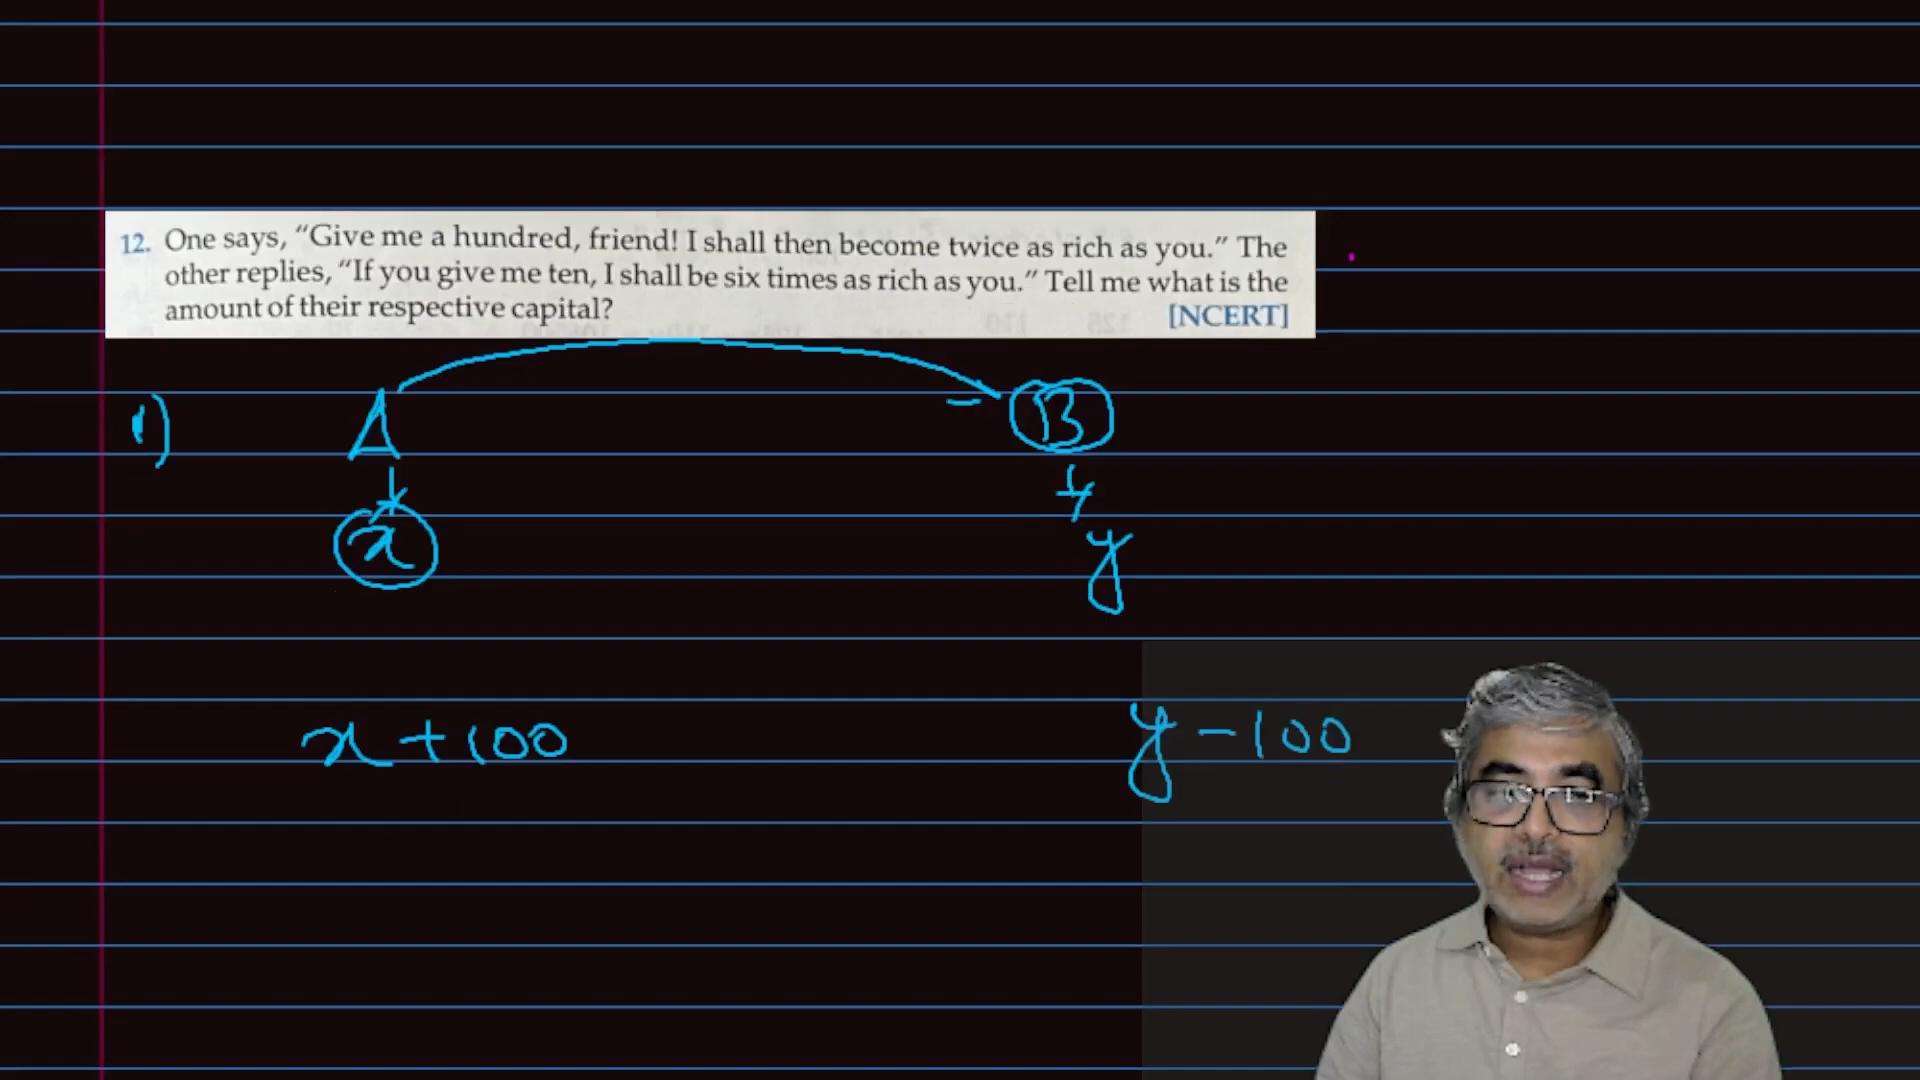 12. One says, “Give me a hundred, friend! I shall then become twice as rich as you.” The
other replies, “If you give me ten, I shall be six times as rich as you.” Tell me what is the
amount of their respective capital? [NCERT]
1) A B
x y
x + 100 y - 100